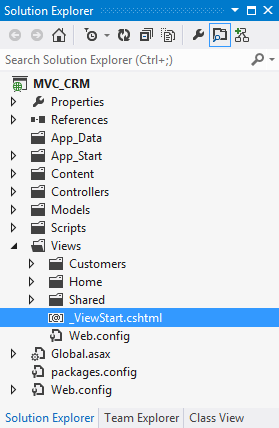 Solution Explorer
Search Solution Explorer (Ctrl+;)
MVC_CRM
Properties
References
App_Data
App_Start
Content
Controllers
Models
Scripts
Views
Customers
Home
Shared
_ViewStart.cshtml
Web.config
Global.asax
packages.config
Web.config
Solution Explorer Team Explorer Class View